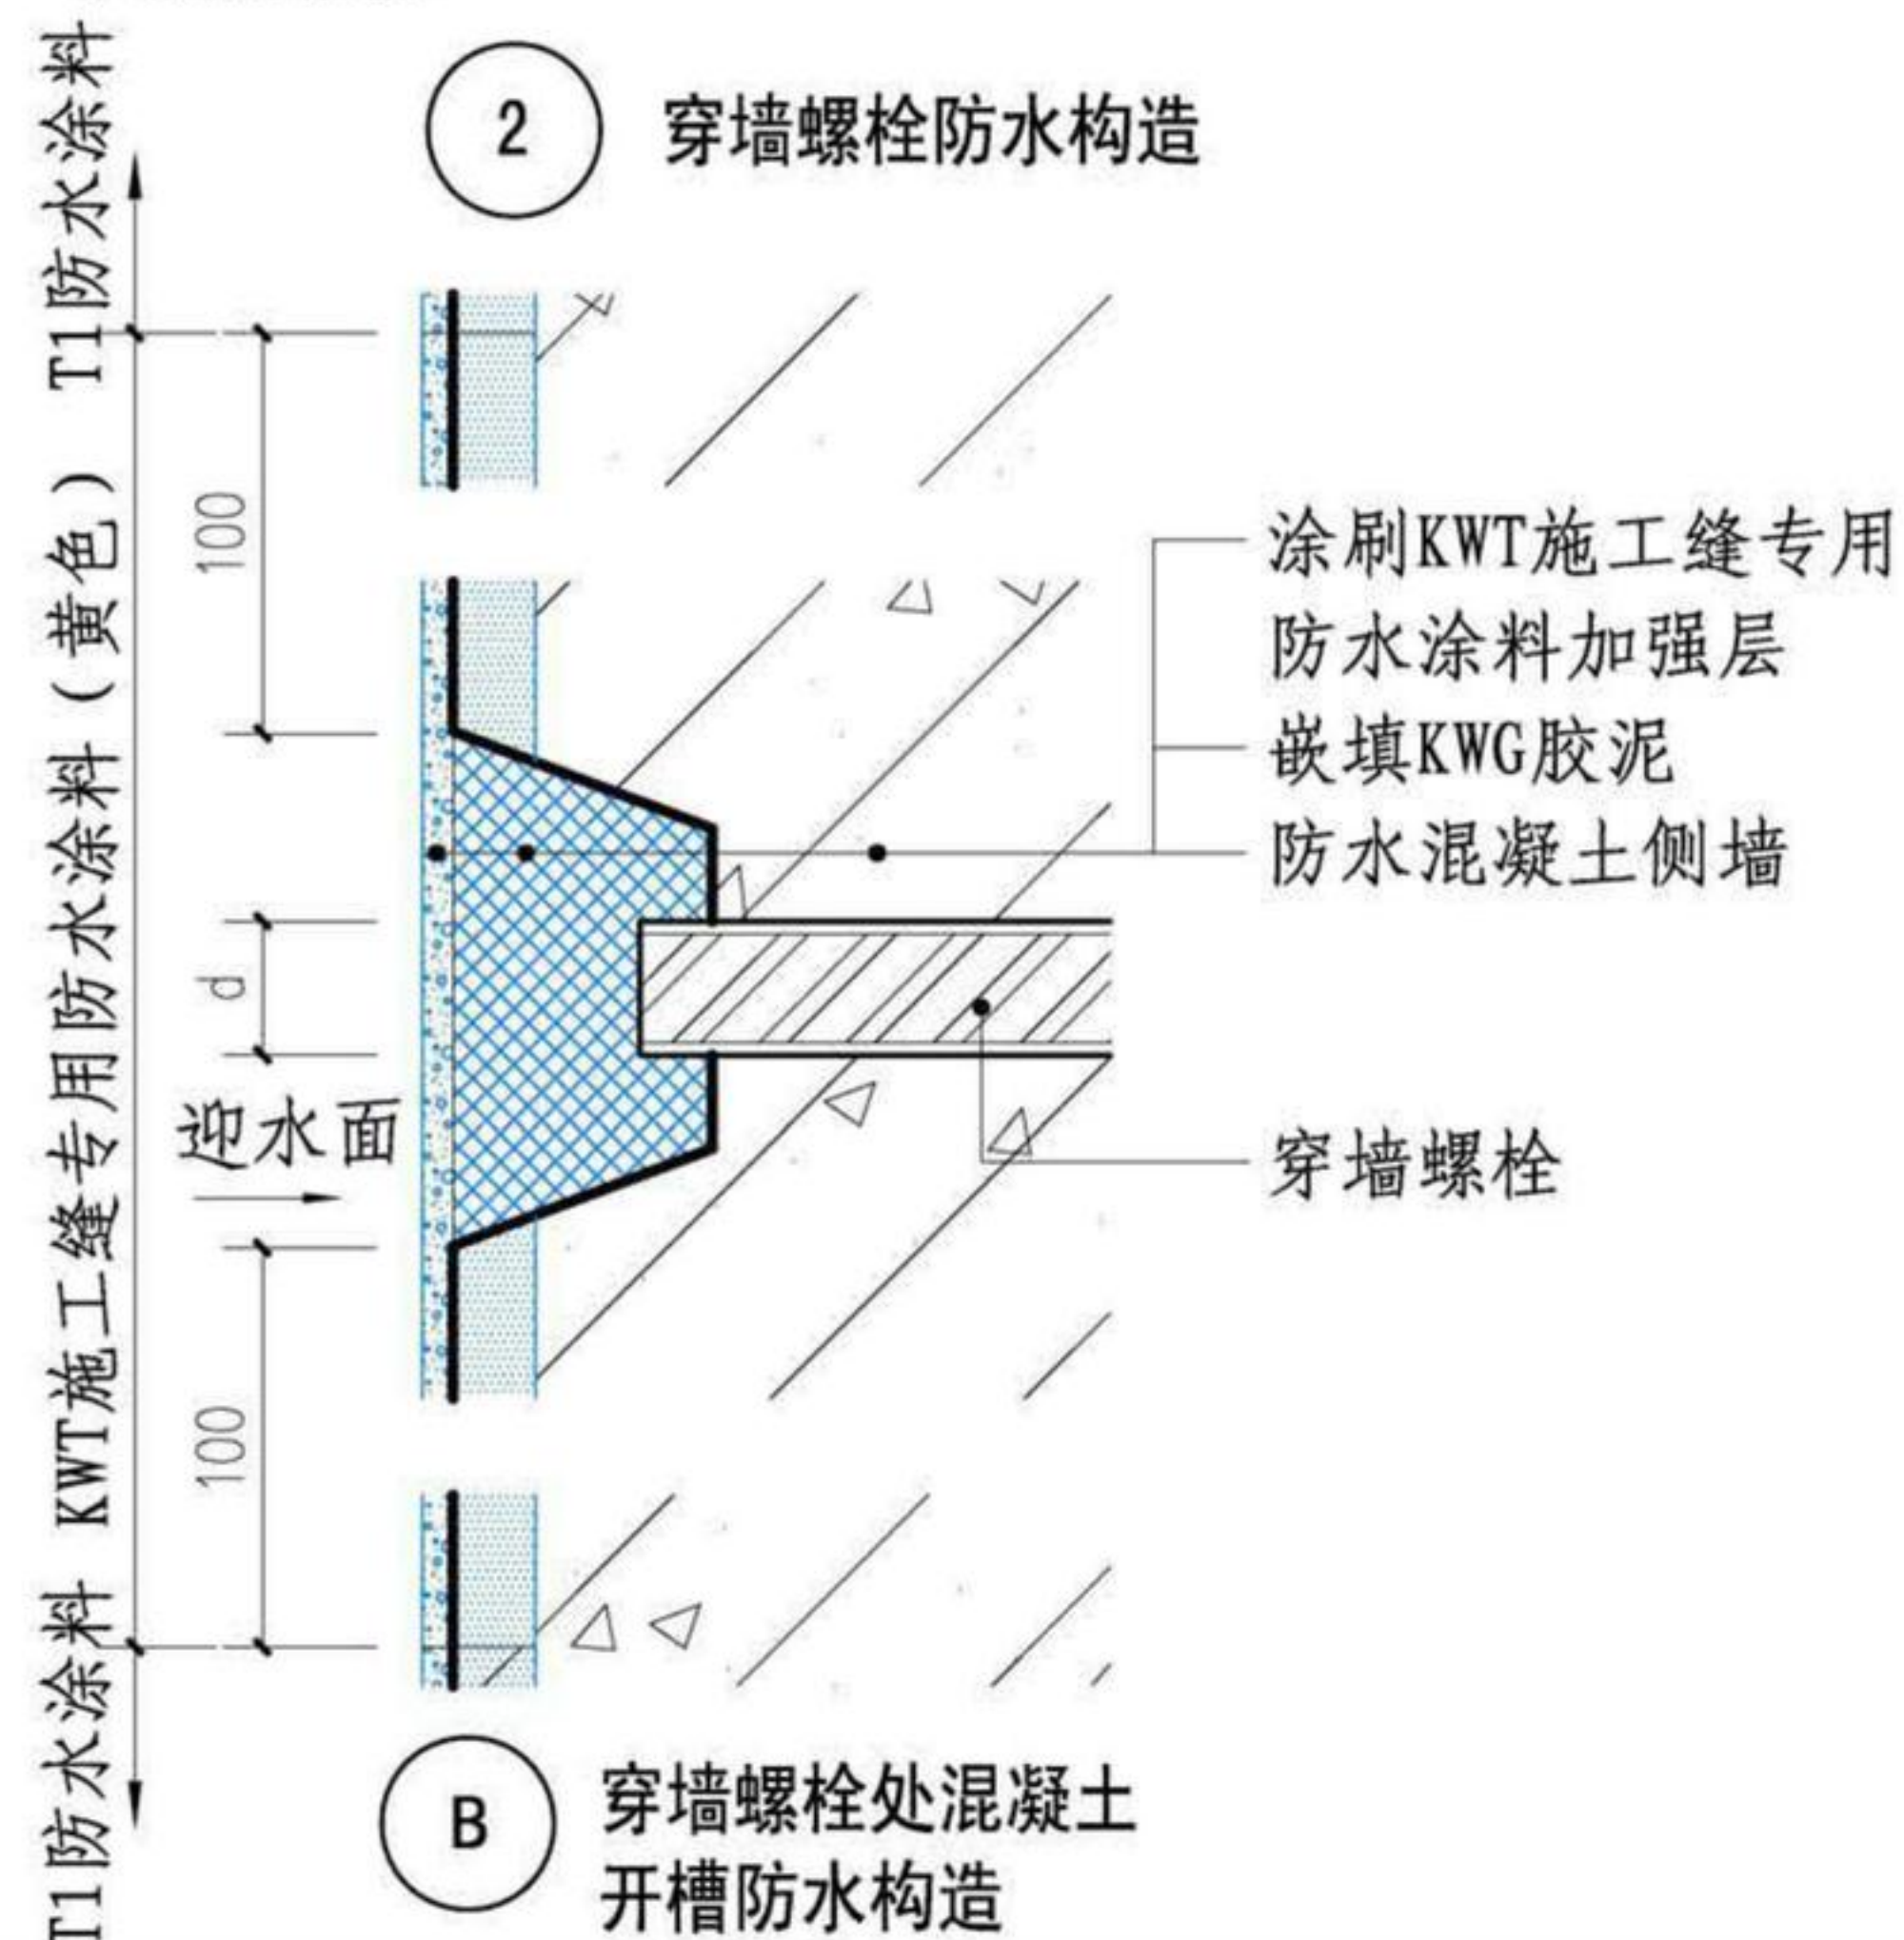 2
穿墙螺栓防水构造
T1防水涂料
KWT施工缝专用防水涂料（黄色）
T1防水涂料
100
d
100
迎水面
涂刷KWT施工缝专用
防水涂料加强层
嵌填KWG胶泥
防水混凝土侧墙
穿墙螺栓
B
穿墙螺栓处混凝土
开槽防水构造